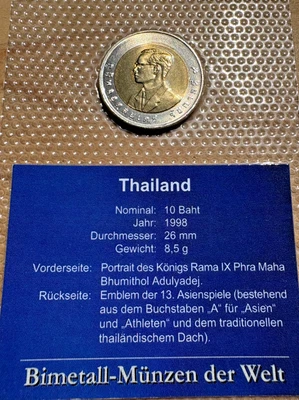 Thailand
Nominal: 10 Baht
Jahr: 1998
Durchmesser: 26 mm
Gewicht: 8,5 g
Vorderseite: Portrait des Königs Rama IX Phra Maha
Bhumithol Adulyadej.
Rückseite: Emblem der 13. Asienspiele (bestehend
aus dem Buchstaben „A“ für „Asien“
und „Athleten“ und dem traditionellen
thailändischem Dach).
Bimetall-Münzen der Welt